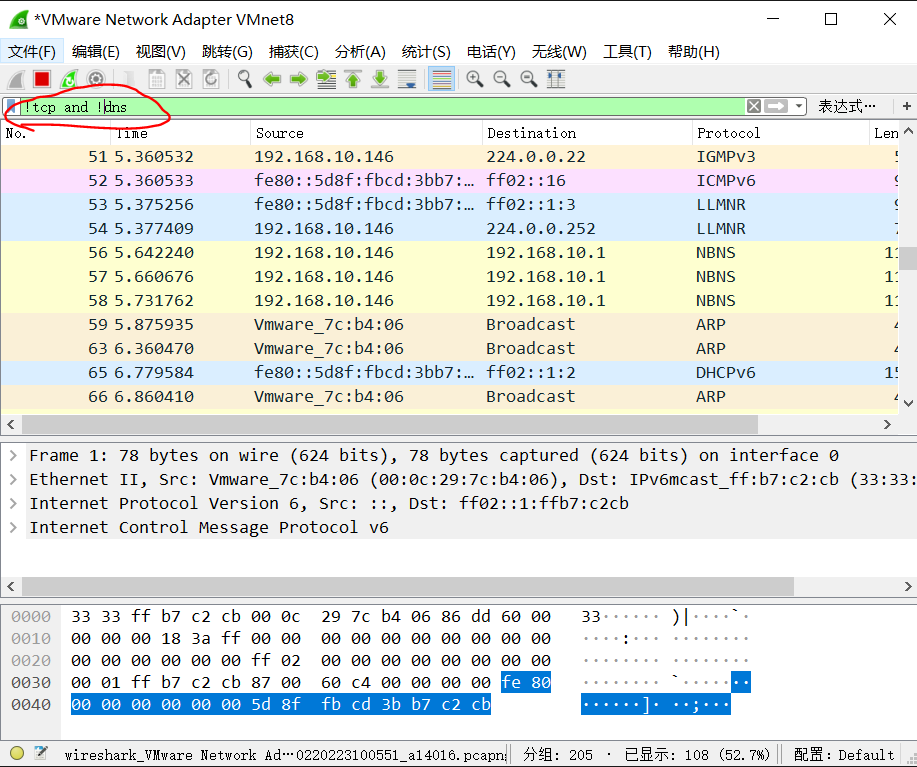 *VMware Network Adapter VMnet8
文件(F) 编辑(E) 视图(V) 跳转(G) 捕获(C) 分析(A) 统计(S) 电话(Y) 无线(W) 工具(T) 帮助(H)
!tcp and !dns 表达式… +
No. Time Source Destination Protocol Len
51 5.360532 192.168.10.146 224.0.0.22 IGMPv3
52 5.360533 fe80::5d8f:fbcd:3bb7:… ff02::16 ICMPv6
53 5.375256 fe80::5d8f:fbcd:3bb7:… ff02::1:3 LLMNR
54 5.377409 192.168.10.146 224.0.0.252 LLMNR
56 5.642240 192.168.10.146 192.168.10.1 NBNS 11
57 5.660676 192.168.10.146 192.168.10.1 NBNS 11
58 5.731762 192.168.10.146 192.168.10.1 NBNS 11
59 5.875935 Vmware_7c:b4:06 Broadcast ARP
63 6.360470 Vmware_7c:b4:06 Broadcast ARP
65 6.779584 fe80::5d8f:fbcd:3bb7:… ff02::1:2 DHCPv6 15
66 6.860410 Vmware_7c:b4:06 Broadcast ARP
Frame 1: 78 bytes on wire (624 bits), 78 bytes captured (624 bits) on interface 0
Ethernet II, Src: Vmware_7c:b4:06 (00:0c:29:7c:b4:06), Dst: IPv6mcast_ff:b7:c2:cb (33:33:
Internet Protocol Version 6, Src: ::, Dst: ff02::1:ffb7:c2cb
Internet Control Message Protocol v6
0000 33 33 ff b7 c2 cb 00 0c 29 7c b4 06 86 dd 60 00 33······ )|····`·
0010 00 00 00 18 3a ff 00 00 00 00 00 00 00 00 00 00 ····:··· ········
0020 00 00 00 00 00 00 ff 02 00 00 00 00 00 00 00 00 ········ ········
0030 00 01 ff b7 c2 cb 87 00 60 c4 00 00 00 00 fe 80 ········ `·······
0040 00 00 00 00 00 00 5d 8f fb cd 3b b7 c2 cb ······]· ··;···
wireshark_VMware Network Ad…0220223100551_a14016.pcapng 分组: 205 · 已显示: 108 (52.7%) 配置: Default